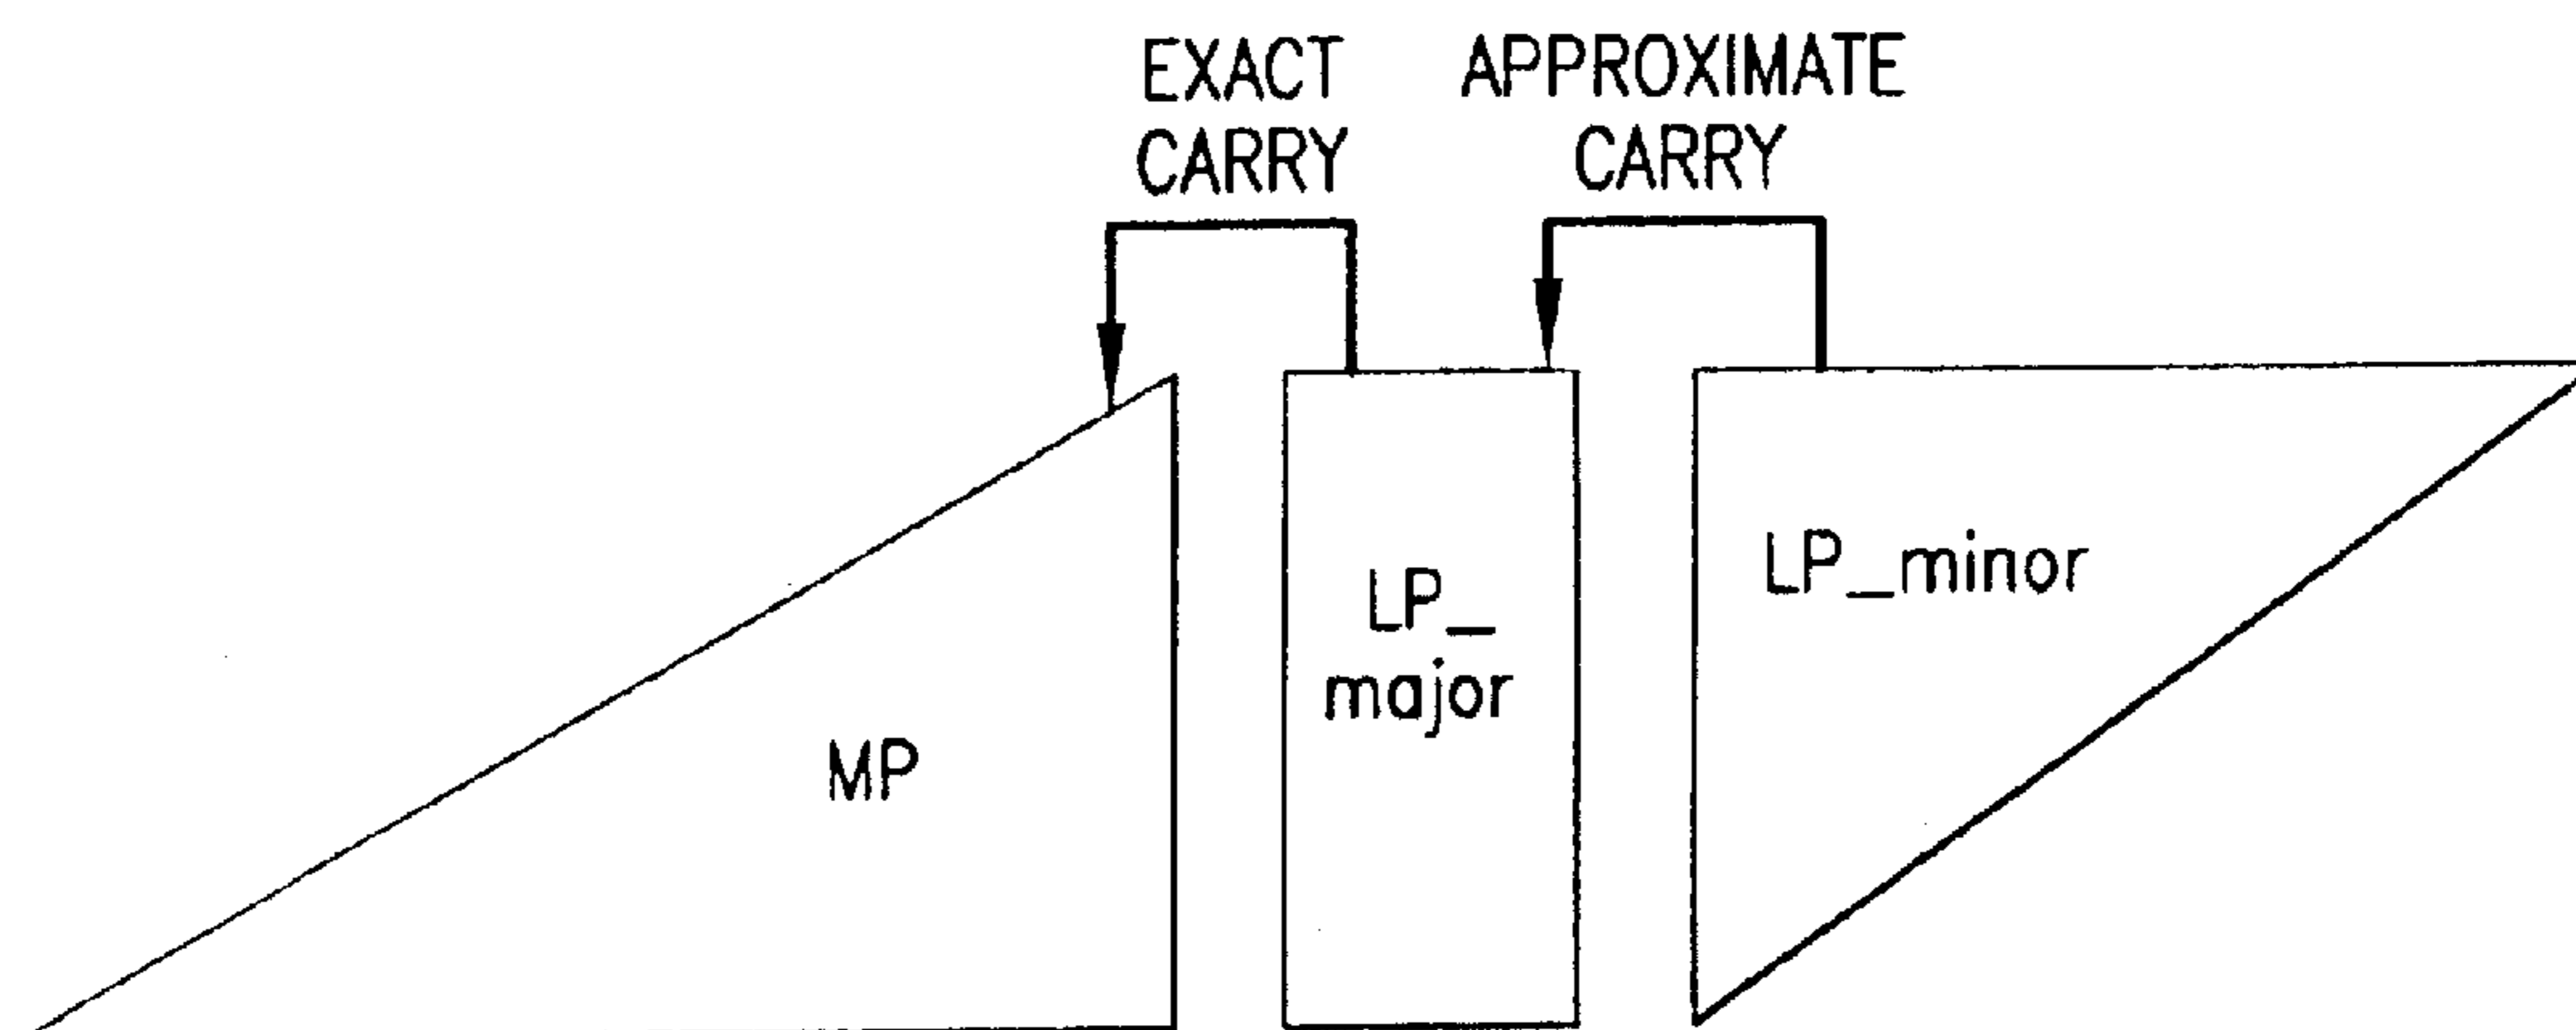 EXACT
CARRY
APPROXIMATE
CARRY
MP
LP_
major
LP_minor